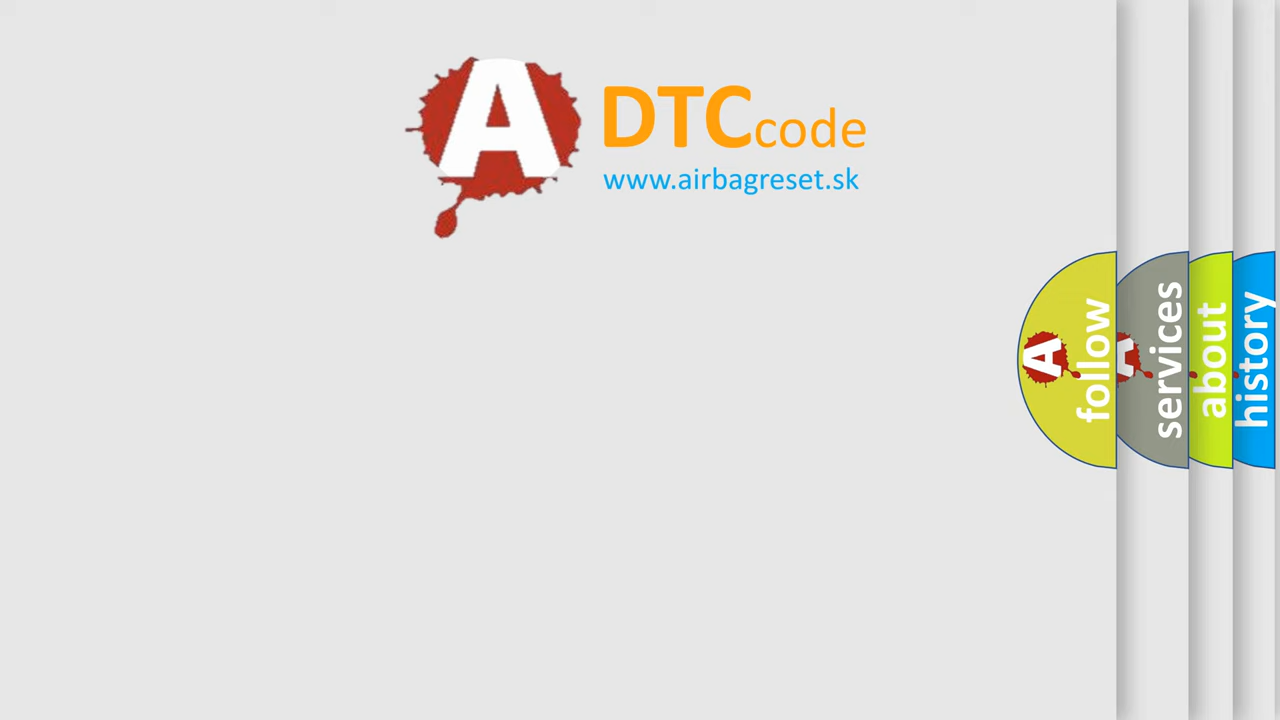 A
DTCcode
www.airbagreset.sk
A
follow
A
services
about
history